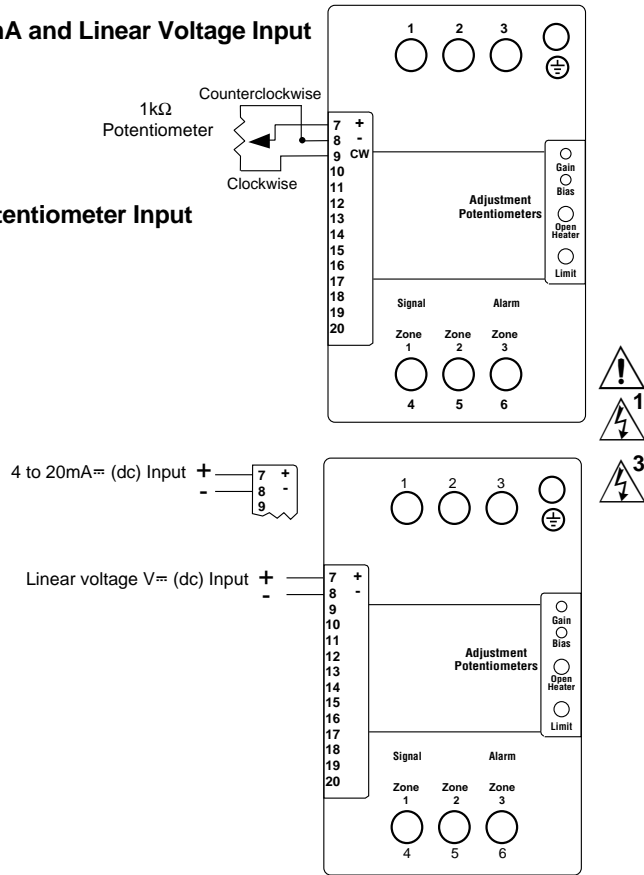 mA and Linear Voltage Input
1 2 3
Counterclockwise
1kΩ
Potentiometer
Clockwise
7 +
8 -
9 CW
10
11
12
13
14
15
16
17
18
19
20
Gain
Bias
Adjustment
Potentiometers
Open
Heater
Limit
tentiometer Input
Signal Alarm
Zone Zone Zone
1 2 3
4 5 6
1
3
4 to 20mA⎓ (dc) Input +
-
7 +
8 -
9
1 2 3
Linear voltage V⎓ (dc) Input +
-
7 +
8 -
9
10
11
12
13
14
15
16
17
18
19
20
Gain
Bias
Adjustment
Potentiometers
Open
Heater
Limit
Signal Alarm
Zone Zone Zone
1 2 3
4 5 6